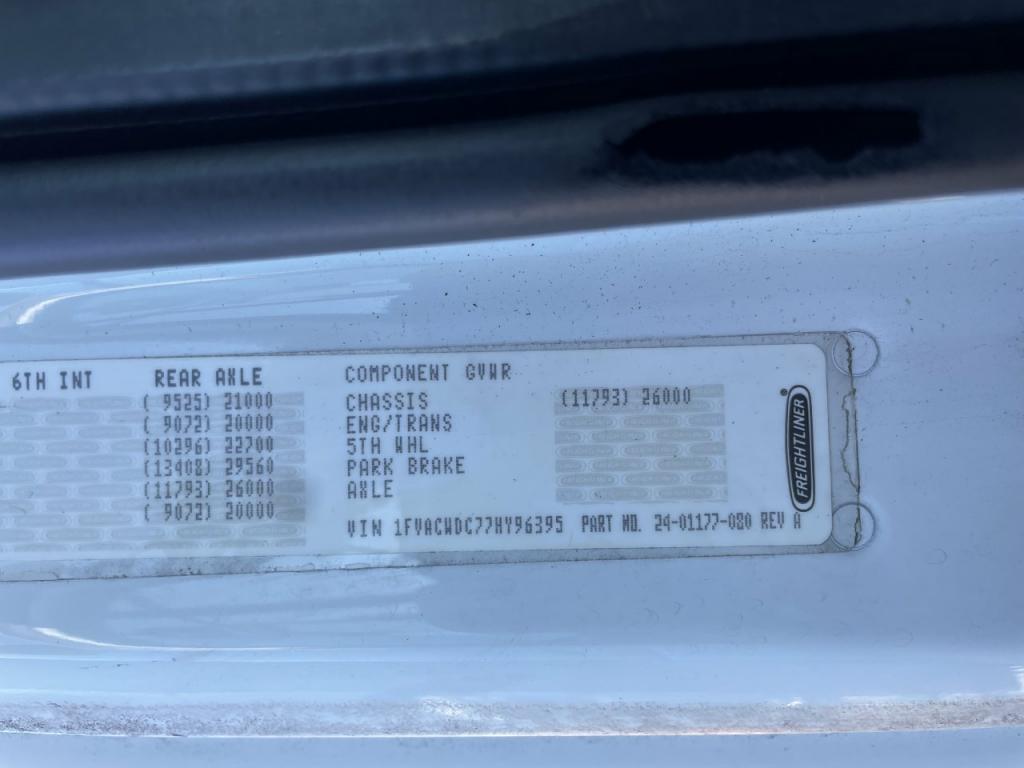 6TH INT REAR AXLE COMPONENT GVWR
( 9525) 21000 CHASSIS (11793) 26000
( 9072) 20000 ENG/TRANS
(10296) 22700 5TH WHL
(13408) 29560 PARK BRAKE
(11793) 26000 AXLE
( 9072) 20000
VIN 1FVACWDC77HY96395 PART NO. 24-01177-080 REV A
FREIGHTLINER